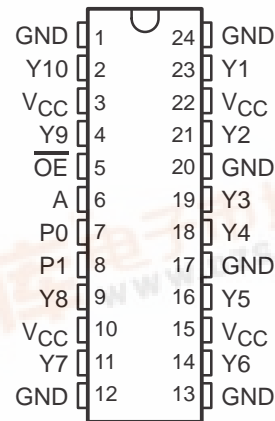 GND 1 24 GND
Y10 2 23 Y1
VCC 3 22 VCC
Y9 4 21 Y2
OE 5 20 GND
A 6 19 Y3
P0 7 18 Y4
P1 8 17 GND
Y8 9 16 Y5
VCC 10 15 VCC
Y7 11 14 Y6
GND 12 13 GND